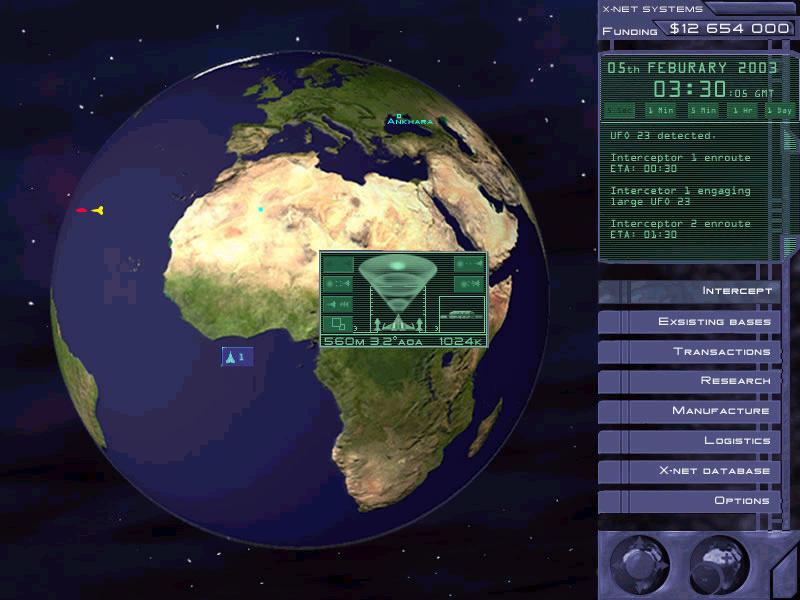 X-NET SYSTEMS
FUNDING $12 654 000
05th FEBURARY 2003
03:30:05 GMT
1 Min 5 Min 1 Hr 1 Day
UFO 23 detected.
Interceptor 1 enroute
ETA: 00:30
Intercetor 1 engaging
large UFO 23
Interceptor 2 enroute
ETA: 01:30
ANKHARA
560M 3.2°AOA 1024K
1
INTERCEPT
EXSISTING BASES
TRANSACTIONS
RESEARCH
MANUFACTURE
LOGISTICS
X-NET DATABASE
OPTIONS